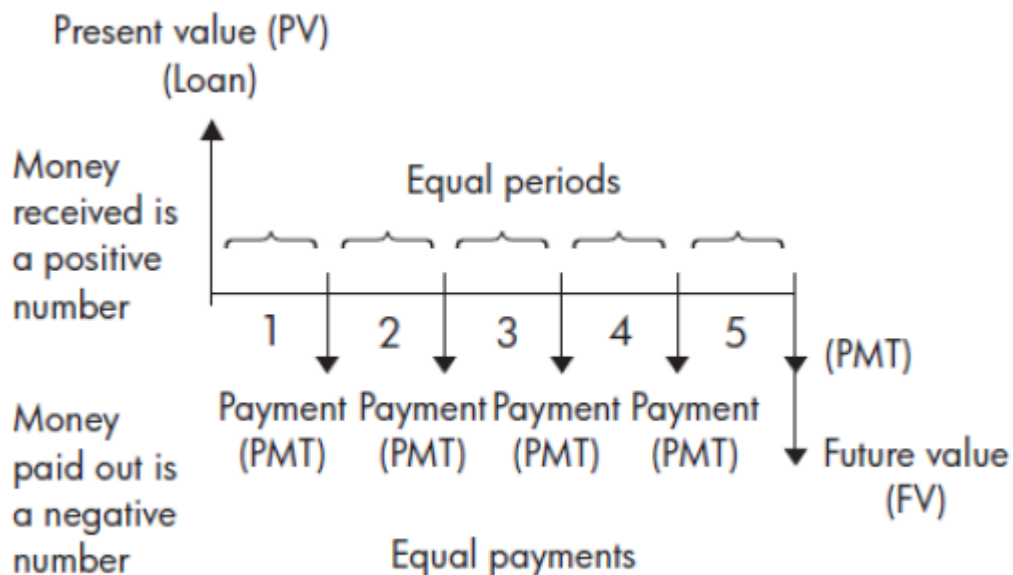 Present value (PV)
(Loan)
Money
received is
a positive
number
Equal periods
1 2 3 4 5
(PMT)
Payment Payment Payment Payment
(PMT) (PMT) (PMT) (PMT)
Money
paid out is
a negative
number
Future value
(FV)
Equal payments